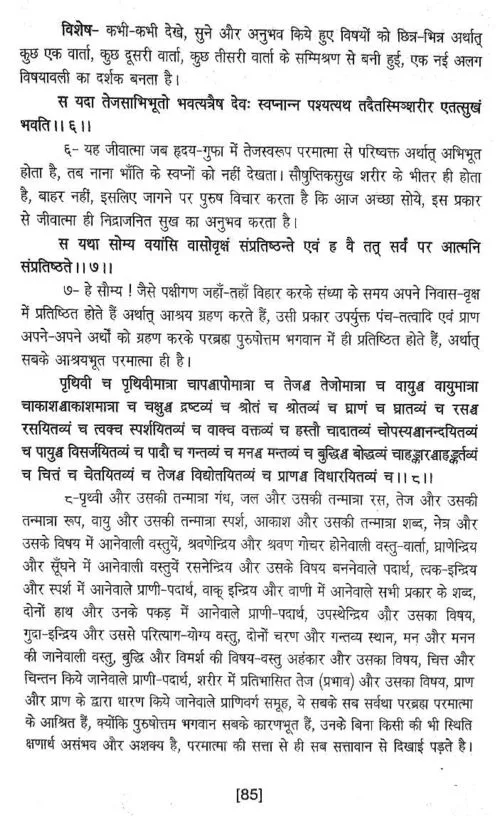 विशेष- कभी-कभी देखे, सुने और अनुभव किये हुए विषयों को छिन्न-भिन्न अर्थात्
कुछ एक वार्ता, कुछ दूसरी वार्ता, कुछ तीसरी वार्ता के सम्मिश्रण से बनी हुई, एक नई अलग
विषयावली का दर्शक बनता है।
स यदा तेजसाभिभूतो भवत्यत्रैष देवः स्वप्नान्न पश्यत्यथ तदैतस्मिञ्शरीर एतत्सुखं
भवति।।६।।
६- यह जीवात्मा जब हृदय-गुफा में तेजस्वरूप परमात्मा से परिष्वक्त अर्थात् अभिभूत
होता है, तब नाना भाँति के स्वप्नों को नहीं देखता। सौषुप्तिकसुख शरीर के भीतर ही होता
है, बाहर नहीं, इसलिए जागने पर पुरुष विचार करता है कि आज अच्छा सोये, इस प्रकार
से जीवात्मा ही निद्राजनित सुख का अनुभव करता है।
स यथा सोम्य वयांसि वासोवृक्षं संप्रतिष्ठन्ते एवं ह वै तत् सर्वं पर आत्मनि
संप्रतिष्ठते।।७।।
७- हे सौम्य ! जैसे पक्षीगण जहाँ-तहाँ विहार करके संध्या के समय अपने निवास-वृक्ष
में प्रतिष्ठित होते हैं अर्थात् आश्रय ग्रहण करते हैं, उसी प्रकार उपर्युक्त पंच-तत्वादि एवं प्राण
अपने-अपने अर्थों को ग्रहण करके परब्रह्म पुरुषोत्तम भगवान में ही प्रतिष्ठित होते हैं, अर्थात्
सबके आश्रयभूत परमात्मा ही है।
पृथिवी च पृथिवीमात्रा चापश्चापोमात्रा च तेजश्च तेजोमात्रा च वायुश्च वायुमात्रा
चाकाशश्चाकाशमात्रा च चक्षुश्च द्रष्टव्यं च श्रोतं च श्रोतव्यं च घ्राणं च घ्रातव्यं च रसश्च
रसयितव्यं च त्वक्च स्पर्शयितव्यं च वाक्च वक्तव्यं च हस्तौ चादातव्यं चोपस्थश्चानन्दयितव्यं
च पायुश्च विसर्जयितव्यं च पादौ च गन्तव्यं च मनश्च मन्तव्यं च बुद्धिश्च बोद्धव्यं चाहङ्कारश्चाहङ्कर्तव्यं
च चित्तं च चेतयितव्यं च तेजश्च विद्योतयितव्यं च प्राणश्च विधारयितव्यं च।।८।।
८-पृथ्वी और उसकी तन्मात्रा गंध, जल और उसकी तन्मात्रा रस, तेज और उसकी
तन्मात्रा रूप, वायु और उसकी तन्मात्रा स्पर्श, आकाश और उसकी तन्मात्रा शब्द, नेत्र और
उसके विषय में आनेवाली वस्तुयें, श्रवणेन्द्रिय और श्रवण गोचर होनेवाली वस्तु-वार्ता, घ्राणेन्द्रिय
और सूँघने में आनेवाली वस्तुयें रसनेन्द्रिय और उसके विषय बननेवाले पदार्थ, त्वक-इन्द्रिय
और स्पर्श में आनेवाले प्राणी-पदार्थ, वाक् इन्द्रिय और वाणी में आनेवाले सभी प्रकार के शब्द,
दोनों हाथ और उनके पकड़ में आनेवाले प्राणी-पदार्थ, उपस्थेन्द्रिय और उसका विषय,
गुदा-इन्द्रिय और उससे परित्याग-योग्य वस्तु, दोनों चरण और गन्तव्य स्थान, मन और मनन
की जानेवाली वस्तु, बुद्धि और विमर्श की विषय-वस्तु अहंकार और उसका विषय, चित्त और
चिन्तन किये जानेवाले प्राणी-पदार्थ, शरीर में प्रतिभासित तेज (प्रभाव) और उसका विषय, प्राण
और प्राण के द्वारा धारण किये जानेवाले प्राणिवर्ग समूह, ये सबके सब सर्वथा परब्रह्म परमात्मा
के आश्रित हैं, क्योंकि पुरुषोत्तम भगवान सबके कारणभूत हैं, उनके बिना किसी की भी स्थिति
क्षणार्थ असंभव और अशक्य है, परमात्मा की सत्ता से ही सब सत्तावान से दिखाई पड़ते है।
[85]